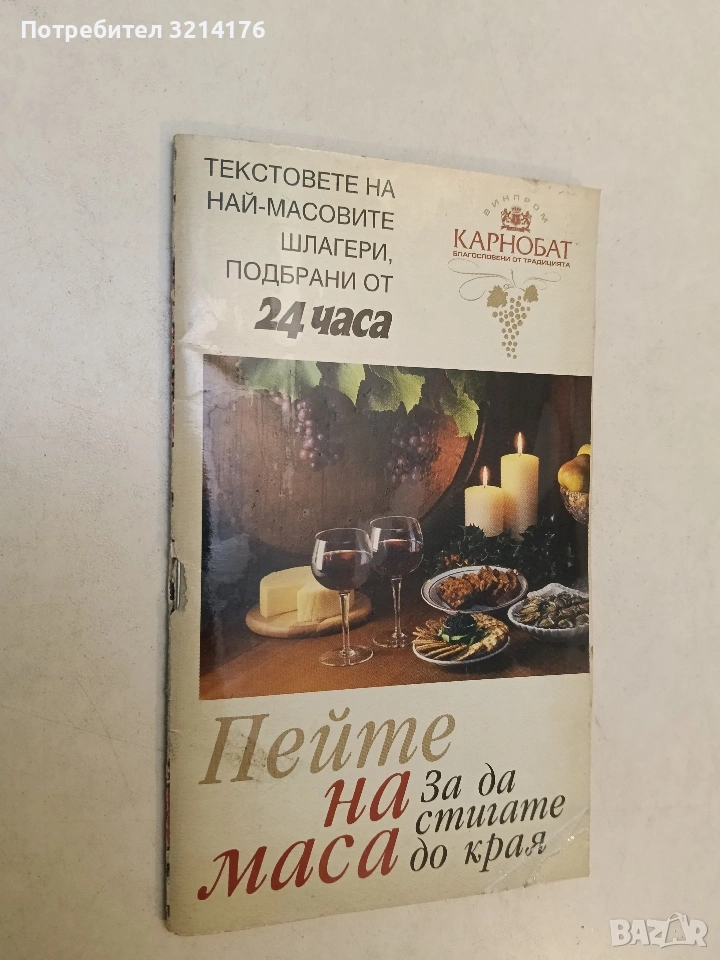 Потребител 3214176
ТЕКСТОВЕТЕ НА
НАЙ-МАСОВИТЕ
ШЛАГЕРИ,
ПОДБРАНИ ОТ
24 часа
ВИНПРОМ
КАРНОБАТ
БЛАГОСЛОВЕНИ ОТ ТРАДИЦИЯТА
Пейте
на
маса
За да
стигате
до края
BAZAR